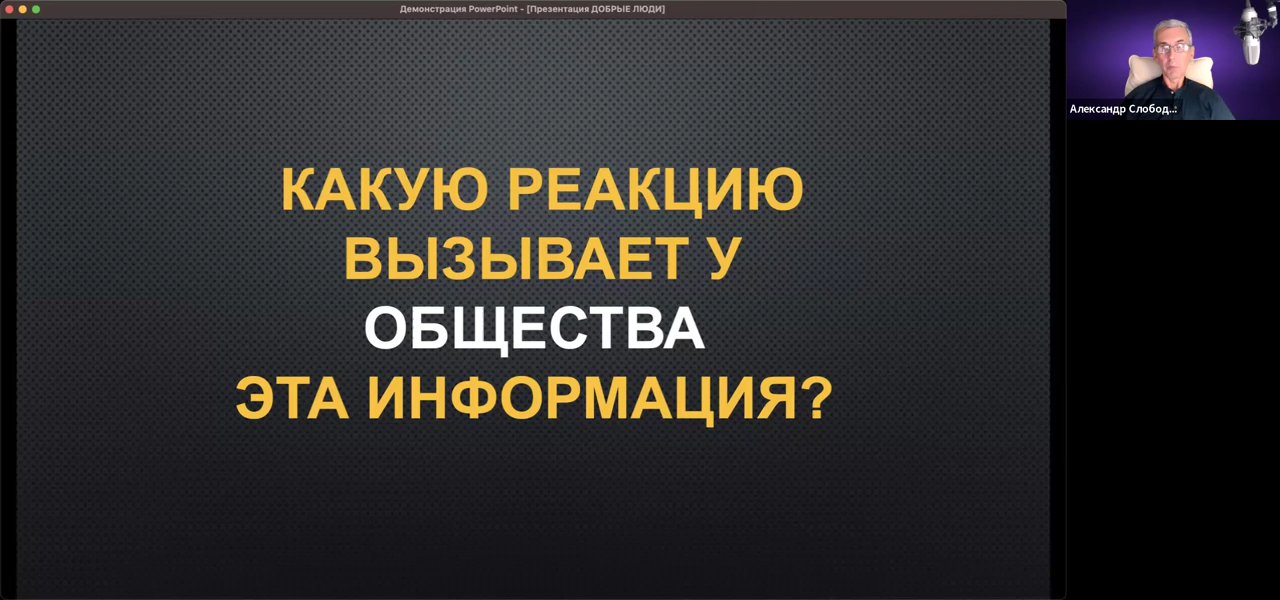 Демонстрация PowerPoint - [Презентация ДОБРЫЕ ЛЮДИ]
КАКУЮ РЕАКЦИЮ
ВЫЗЫВАЕТ У
ОБЩЕСТВА
ЭТА ИНФОРМАЦИЯ?
Александр Слобод...